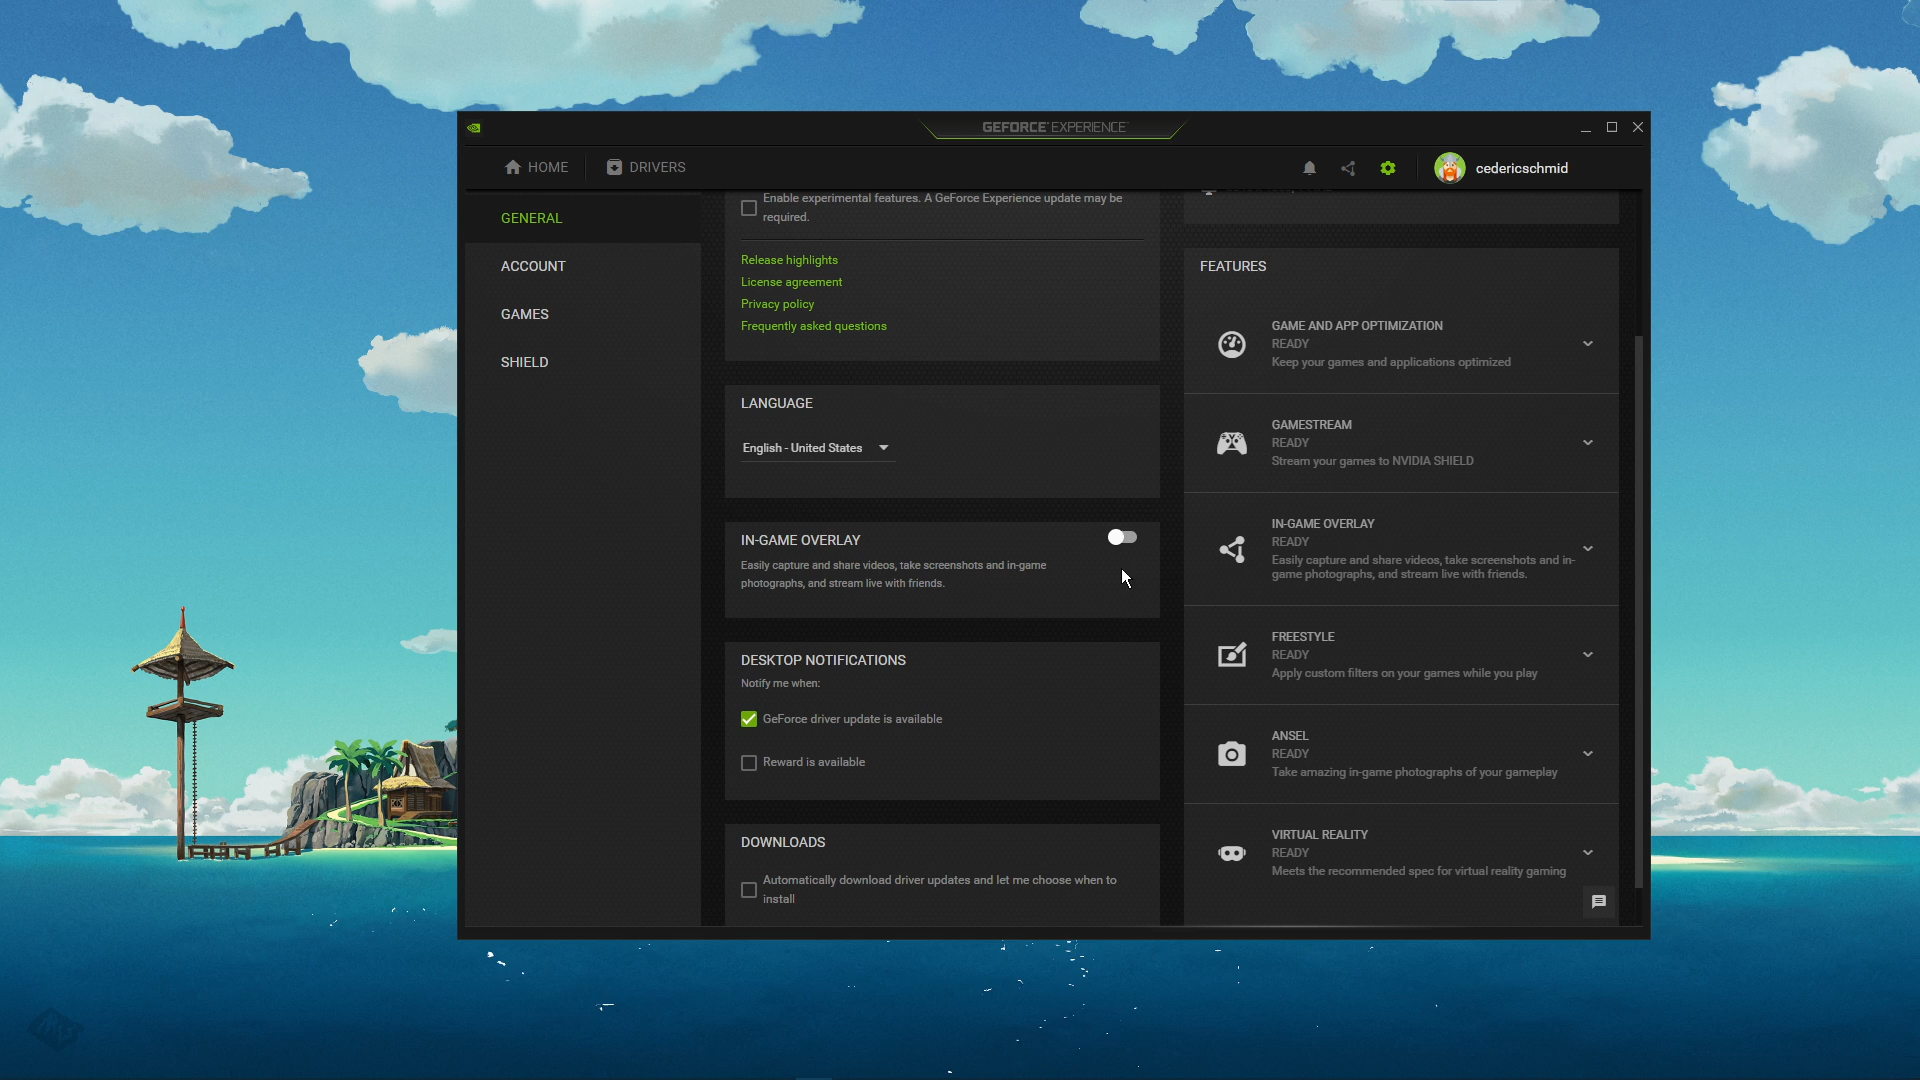 GEFORCE EXPERIENCE
HOME
DRIVERS
cedericschmid
GENERAL
ACCOUNT
GAMES
SHIELD
Enable experimental features. A GeForce Experience update may be
required.
Release highlights
License agreement
Privacy policy
Frequently asked questions
LANGUAGE
English - United States
IN-GAME OVERLAY
Easily capture and share videos, take screenshots and in-game
photographs, and stream live with friends.
DESKTOP NOTIFICATIONS
Notify me when:
GeForce driver update is available
Reward is available
DOWNLOADS
Automatically download driver updates and let me choose when to
install
FEATURES
GAME AND APP OPTIMIZATION
READY
Keep your games and applications optimized
GAMESTREAM
READY
Stream your games to NVIDIA SHIELD
IN-GAME OVERLAY
READY
Easily capture and share videos, take screenshots and in-
game photographs, and stream live with friends.
FREESTYLE
READY
Apply custom filters on your games while you play
ANSEL
READY
Take amazing in-game photographs of your gameplay
VIRTUAL REALITY
READY
Meets the recommended spec for virtual reality gaming